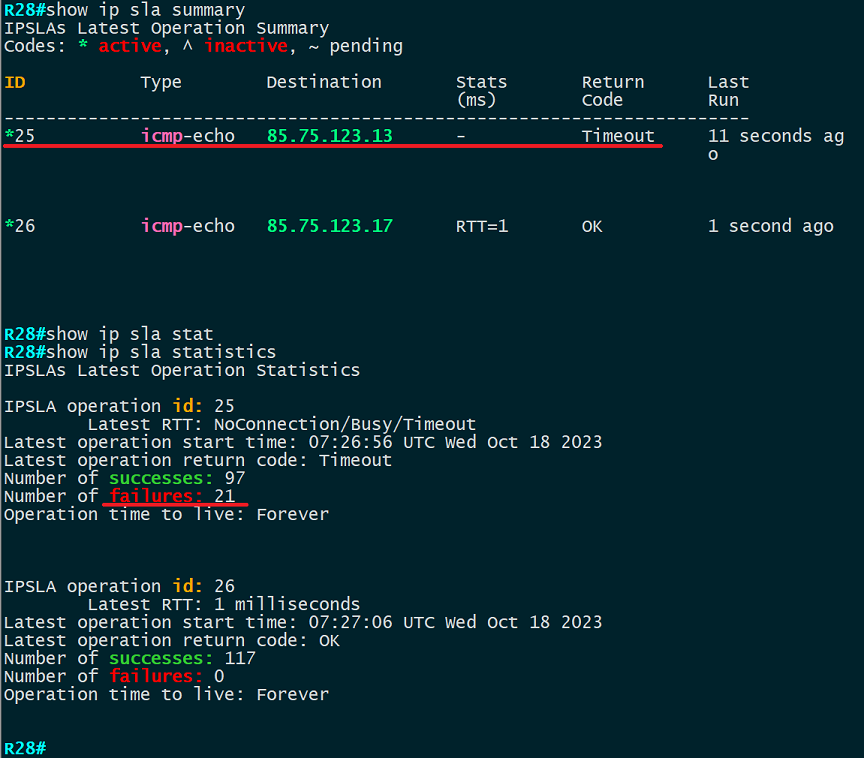 R28#show ip sla summary
IPSLAs Latest Operation Summary
Codes: * active, ^ inactive, ~ pending
ID Type Destination Stats Return Last
(ms) Code Run
-----------------------------------------------------------------------
*25 icmp-echo 85.75.123.13 - Timeout 11 seconds ag
o
*26 icmp-echo 85.75.123.17 RTT=1 OK 1 second ago
R28#show ip sla stat
R28#show ip sla statistics
IPSLAs Latest Operation Statistics
IPSLA operation id: 25
Latest RTT: NoConnection/Busy/Timeout
Latest operation start time: 07:26:56 UTC Wed Oct 18 2023
Latest operation return code: Timeout
Number of successes: 97
Number of failures: 21
Operation time to live: Forever
IPSLA operation id: 26
Latest RTT: 1 milliseconds
Latest operation start time: 07:27:06 UTC Wed Oct 18 2023
Latest operation return code: OK
Number of successes: 117
Number of failures: 0
Operation time to live: Forever
R28#